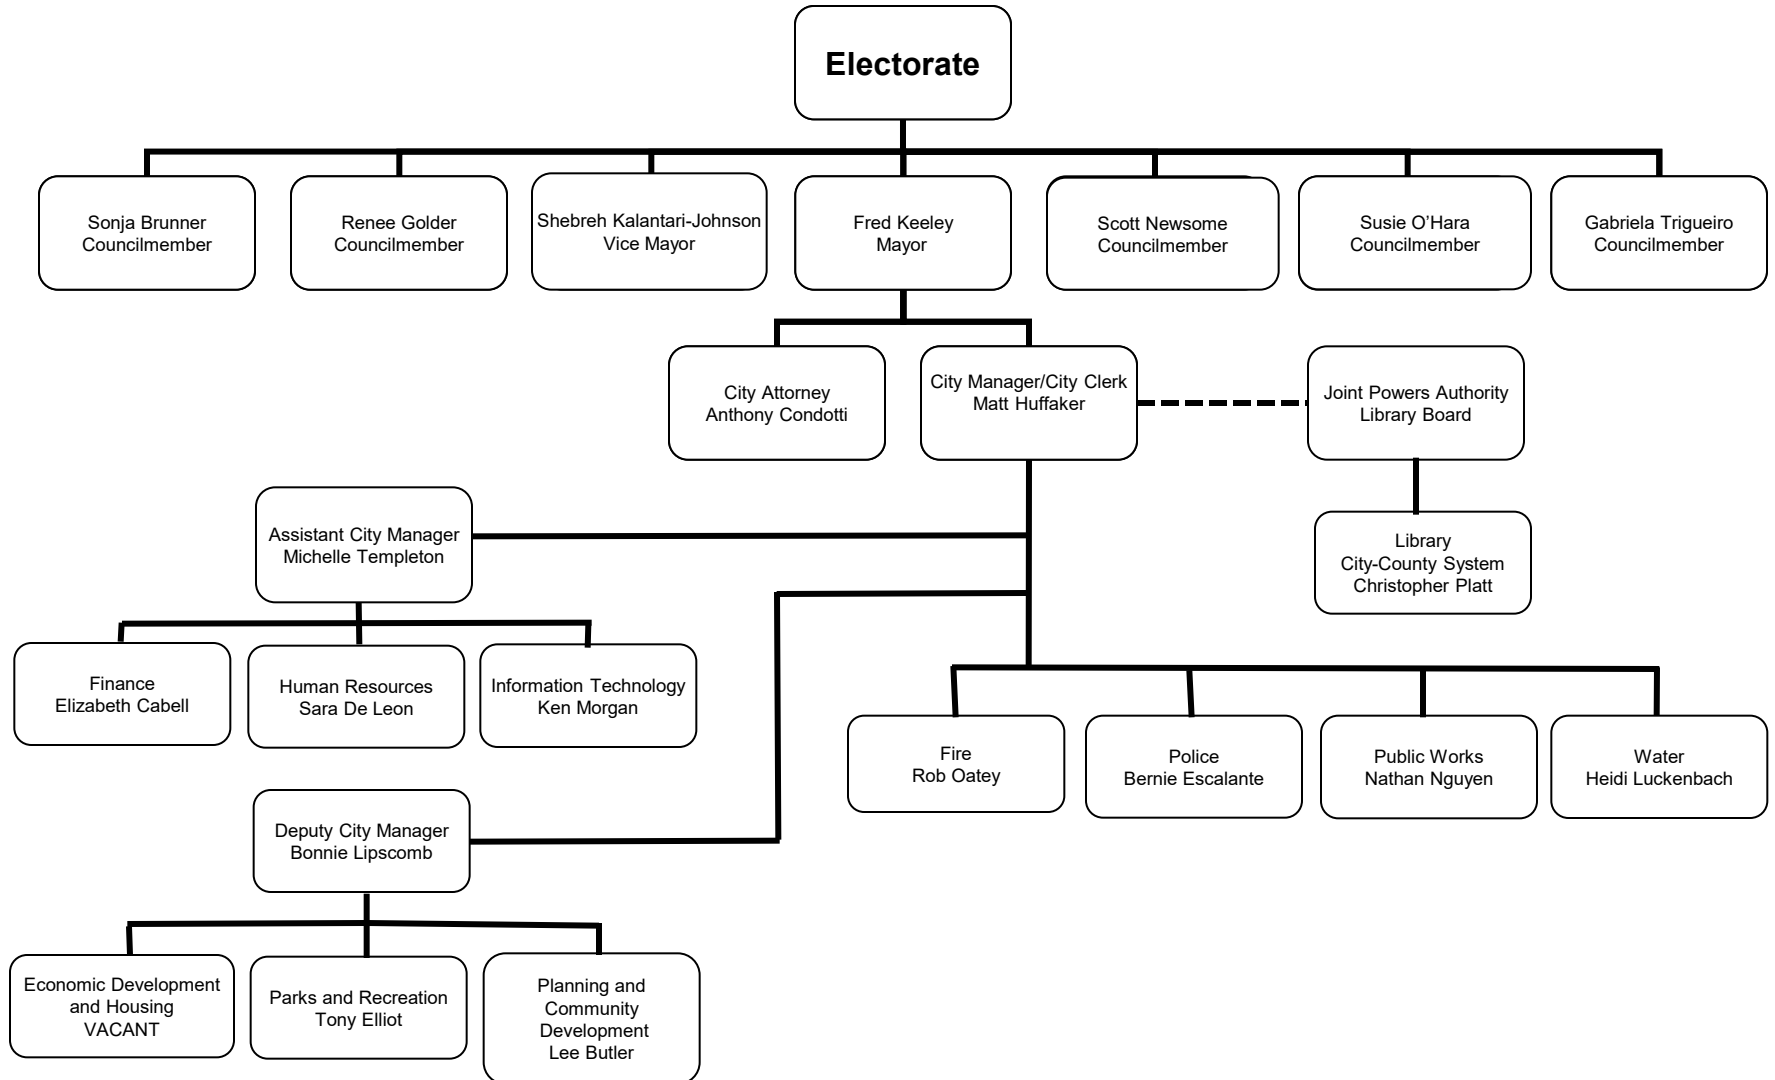 Electorate
Sonja Brunner
Councilmember
Renee Golder
Councilmember
Shebreh Kalantari-Johnson
Vice Mayor
Fred Keeley
Mayor
Scott Newsome
Councilmember
Susie O’Hara
Councilmember
Gabriela Trigueiro
Councilmember
City Attorney
Anthony Condotti
City Manager/City Clerk
Matt Huffaker
Joint Powers Authority
Library Board
Library
City-County System
Christopher Platt
Assistant City Manager
Michelle Templeton
Finance
Elizabeth Cabell
Human Resources
Sara De Leon
Information Technology
Ken Morgan
Fire
Rob Oatey
Police
Bernie Escalante
Public Works
Nathan Nguyen
Water
Heidi Luckenbach
Deputy City Manager
Bonnie Lipscomb
Economic Development
and Housing
VACANT
Parks and Recreation
Tony Elliot
Planning and
Community
Development
Lee Butler